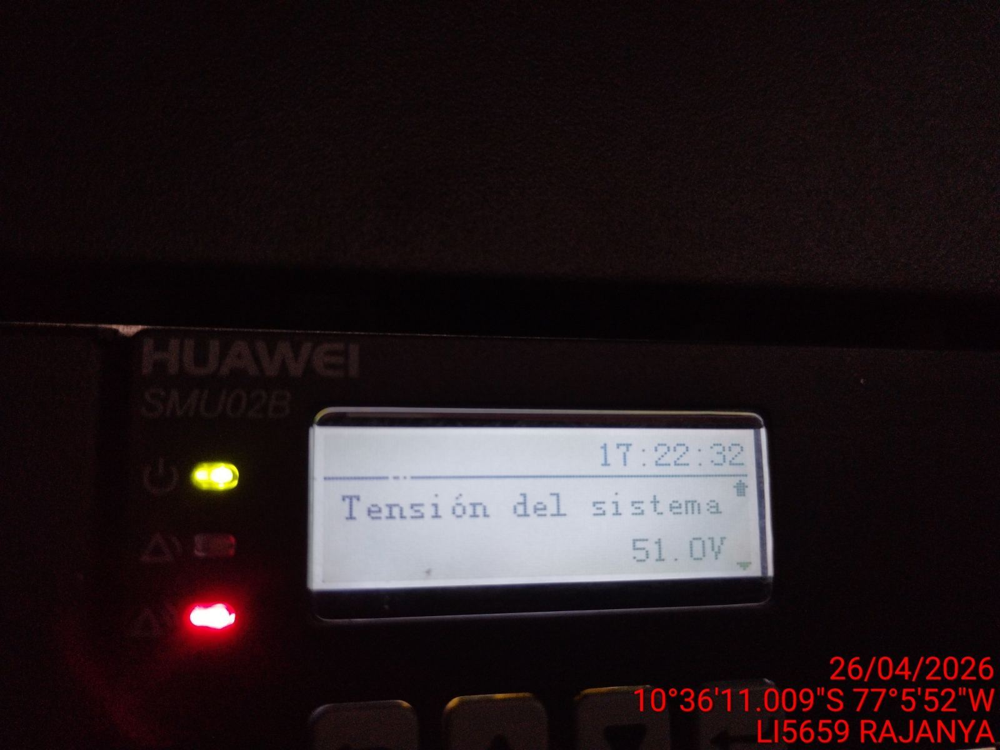 HUAWEI
SMU02B
17:22:32
Tensión del sistema
51.0V
26/04/2026
10°36'11.009"S 77°5'52"W
LI5659 RAJANYA